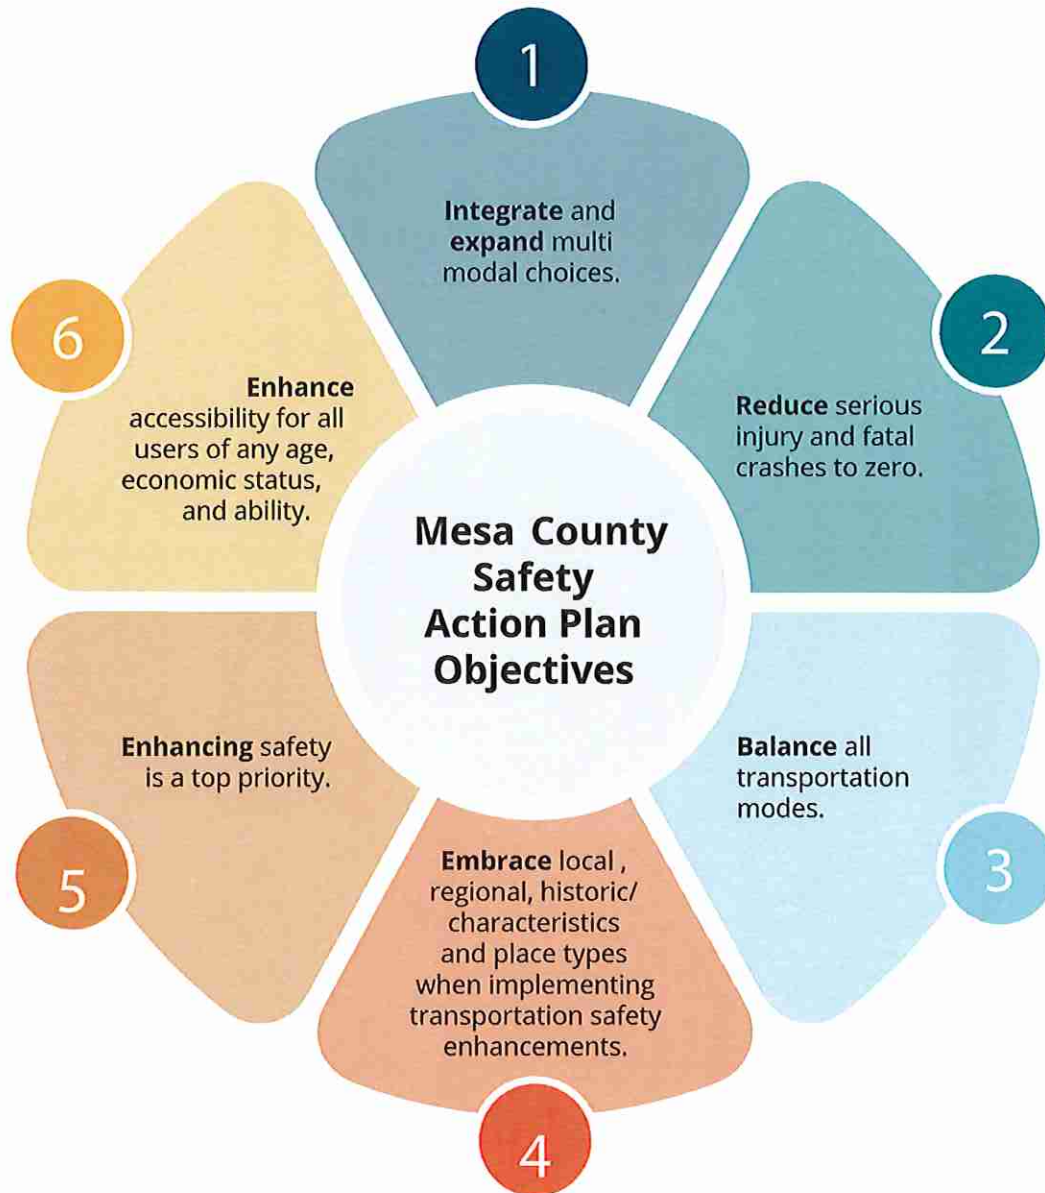 Mesa County
Safety
Action Plan
Objectives
1
Integrate and
expand multi
modal choices.
2
Reduce serious
injury and fatal
crashes to zero.
3
Balance all
transportation
modes.
4
Embrace local ,
regional, historic/
characteristics
and place types
when implementing
transportation safety
enhancements.
5
Enhancing safety
is a top priority.
6
Enhance
accessibility for all
users of any age,
economic status,
and ability.